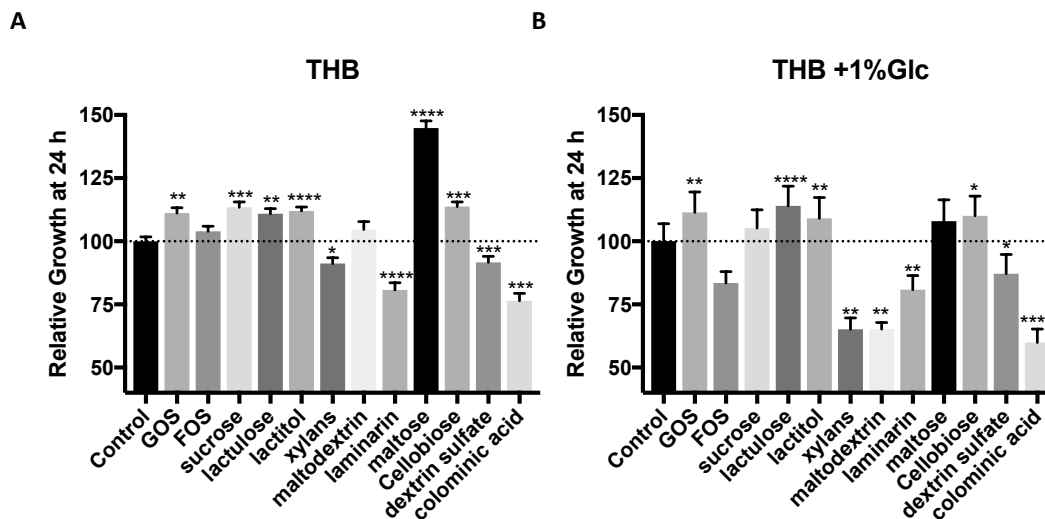 A
THB
Relative Growth at 24 h
150
125
100
75
50
**
***
**
****
*
****
****
***
***
***
Control
GOS
FOS
sucrose
lactulose
lactitol
xylans
maltodextrin
laminarin
maltose
Cellobiose
dextrin sulfate
colominic acid
B
THB +1%Glc
Relative Growth at 24 h
150
125
100
75
50
**
****
**
**
**
**
*
*
***
Control
GOS
FOS
sucrose
lactulose
lactitol
xylans
maltodextrin
laminarin
maltose
Cellobiose
dextrin sulfate
colominic acid